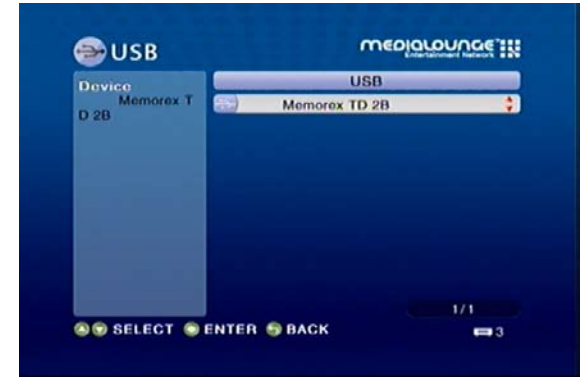 USB
MEDIALOUNGE
Entertainment Network
Device
Memorex T
D 2B
USB
Memorex TD 2B
1/1
SELECT ENTER BACK
3